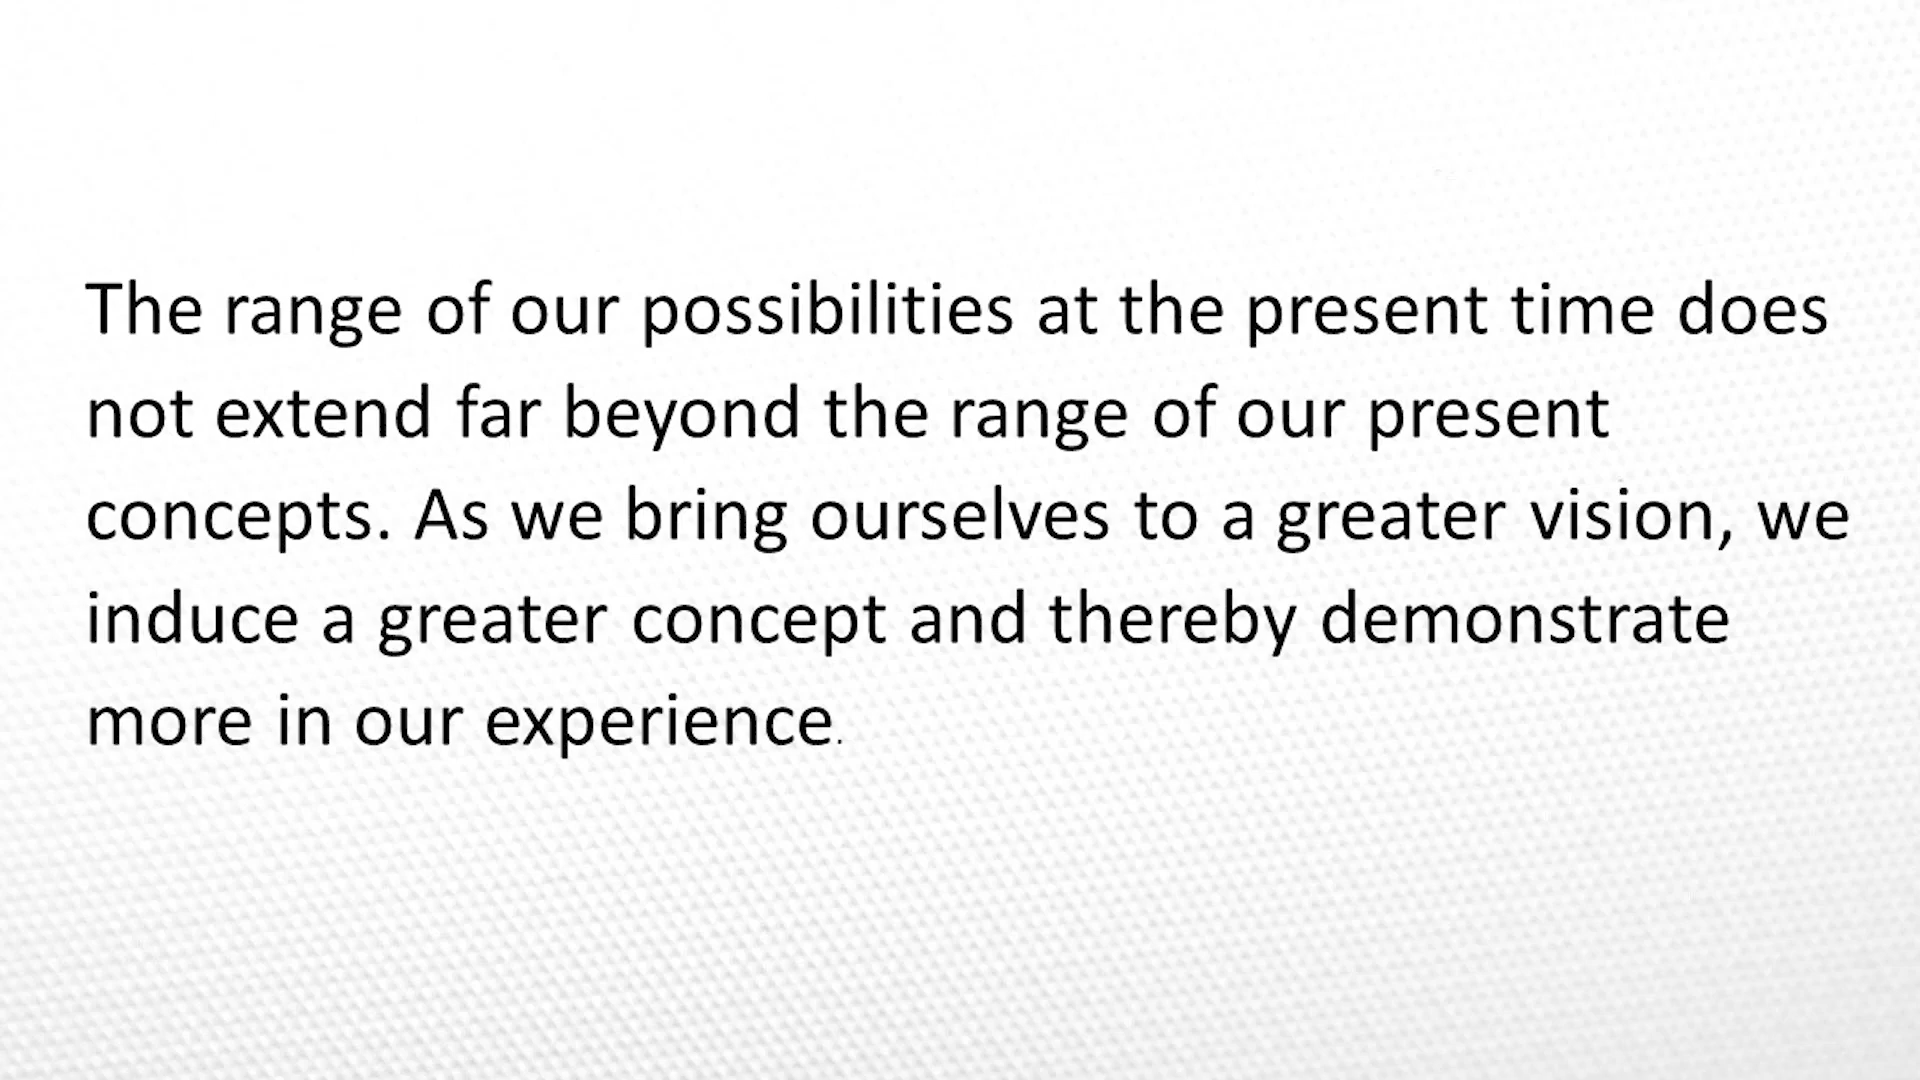 The range of our possibilities at the present time does
not extend far beyond the range of our present
concepts. As we bring ourselves to a greater vision, we
induce a greater concept and thereby demonstrate
more in our experience.